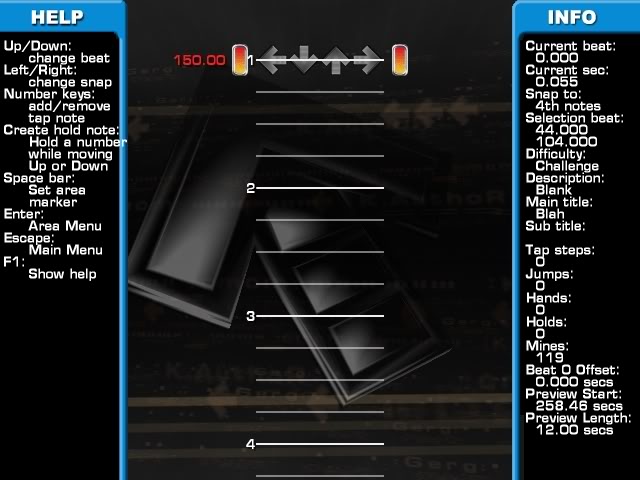 HELP
Up/Down:
change beat
Left/Right:
change snap
Number keys:
add/remove
tap note
Create hold note:
Hold a number
while moving
Up or Down
Space bar:
Set area
marker
Enter:
Area Menu
Escape:
Main Menu
F1:
Show help
150.00
1
2
3
4
INFO
Current beat:
0.000
Current sec:
0.055
Snap to:
4th notes
Selection beat:
44.000
104.000
Difficulty:
Challenge
Description:
Blank
Main title:
Blah
Sub title:
Tap steps:
0
Jumps:
0
Hands:
0
Holds:
0
Mines:
119
Beat 0 Offset:
0.000 secs
Preview Start:
258.46 secs
Preview Length:
12.00 secs